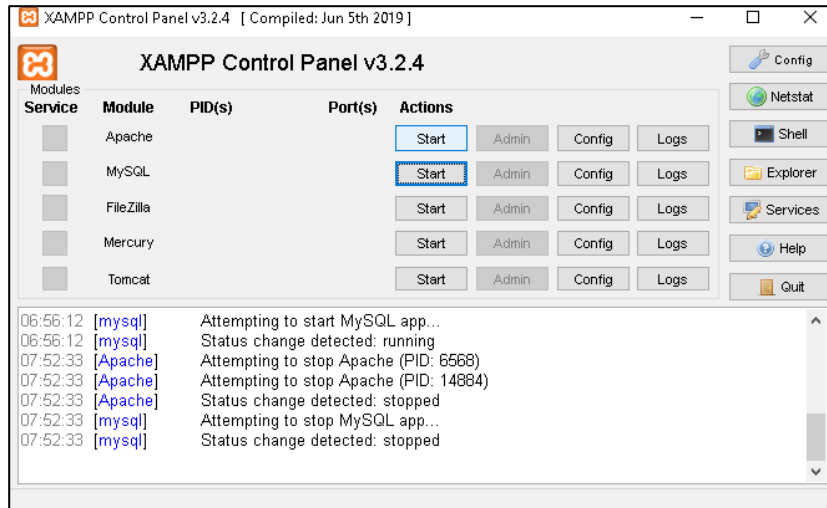 XAMPP Control Panel v3.2.4 [ Compiled: Jun 5th 2019 ]
XAMPP Control Panel v3.2.4
Config
Modules
Netstat
Service Module PID(s) Port(s) Actions
Apache Start Admin Config Logs
Shell
MySQL Start Admin Config Logs
Explorer
FileZilla Start Admin Config Logs
Services
Mercury Start Admin Config Logs
Help
Tomcat Start Admin Config Logs
Quit
06:56:12 [mysql] Attempting to start MySQL app...
06:56:12 [mysql] Status change detected: running
07:52:33 [Apache] Attempting to stop Apache (PID: 6568)
07:52:33 [Apache] Attempting to stop Apache (PID: 14884)
07:52:33 [Apache] Status change detected: stopped
07:52:33 [mysql] Attempting to stop MySQL app...
07:52:33 [mysql] Status change detected: stopped